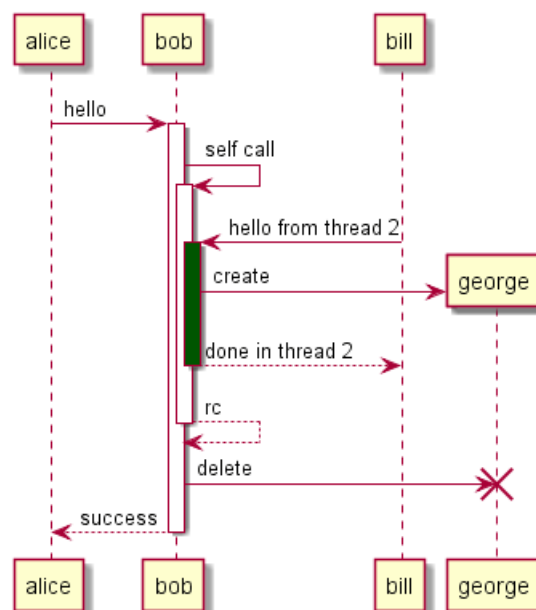 alice
bob
bill
hello
self call
hello from thread 2
george
create
done in thread 2
rc
delete
success
alice
bob
bill
george